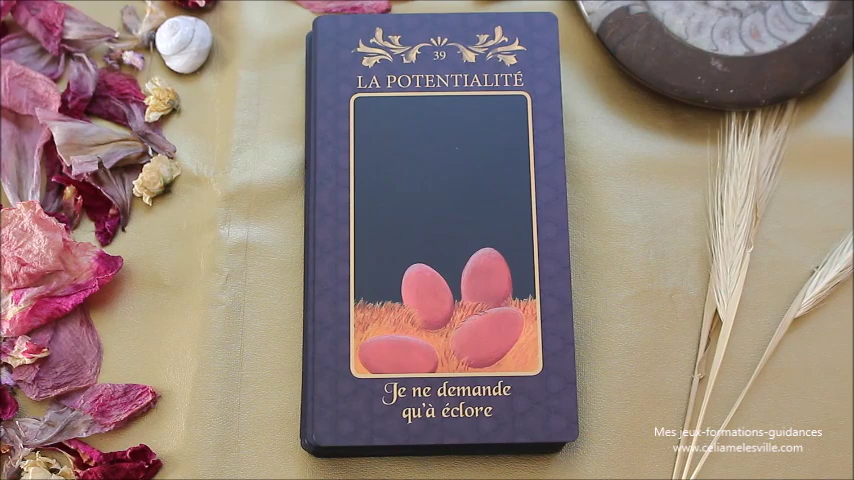 39
LA POTENTIALITÉ
Je ne demande
qu'à éclore
Mes jeux-formations-guidances
www.celiamelesville.com